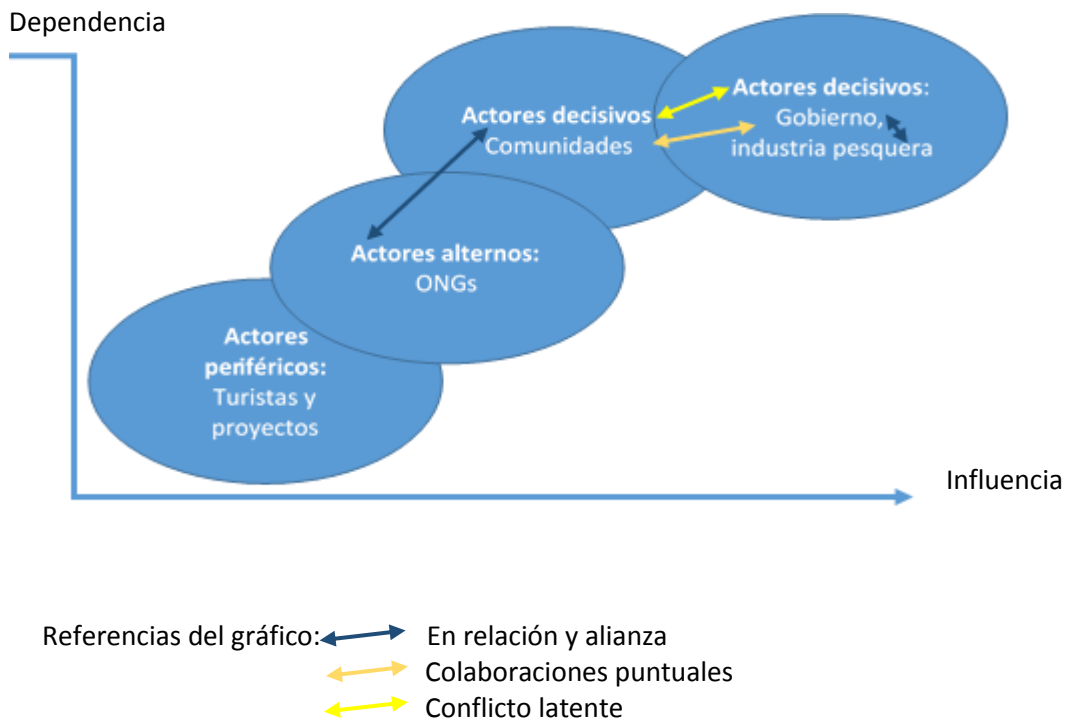 Dependencia
Actores decisivos
Comunidades
Actores decisivos:
Gobierno,
industria pesquera
Actores alternos:
ONGs
Actores
periféricos:
Turistas y
proyectos
Influencia
Referencias del gráfico:
En relación y alianza
Colaboraciones puntuales
Conflicto latente